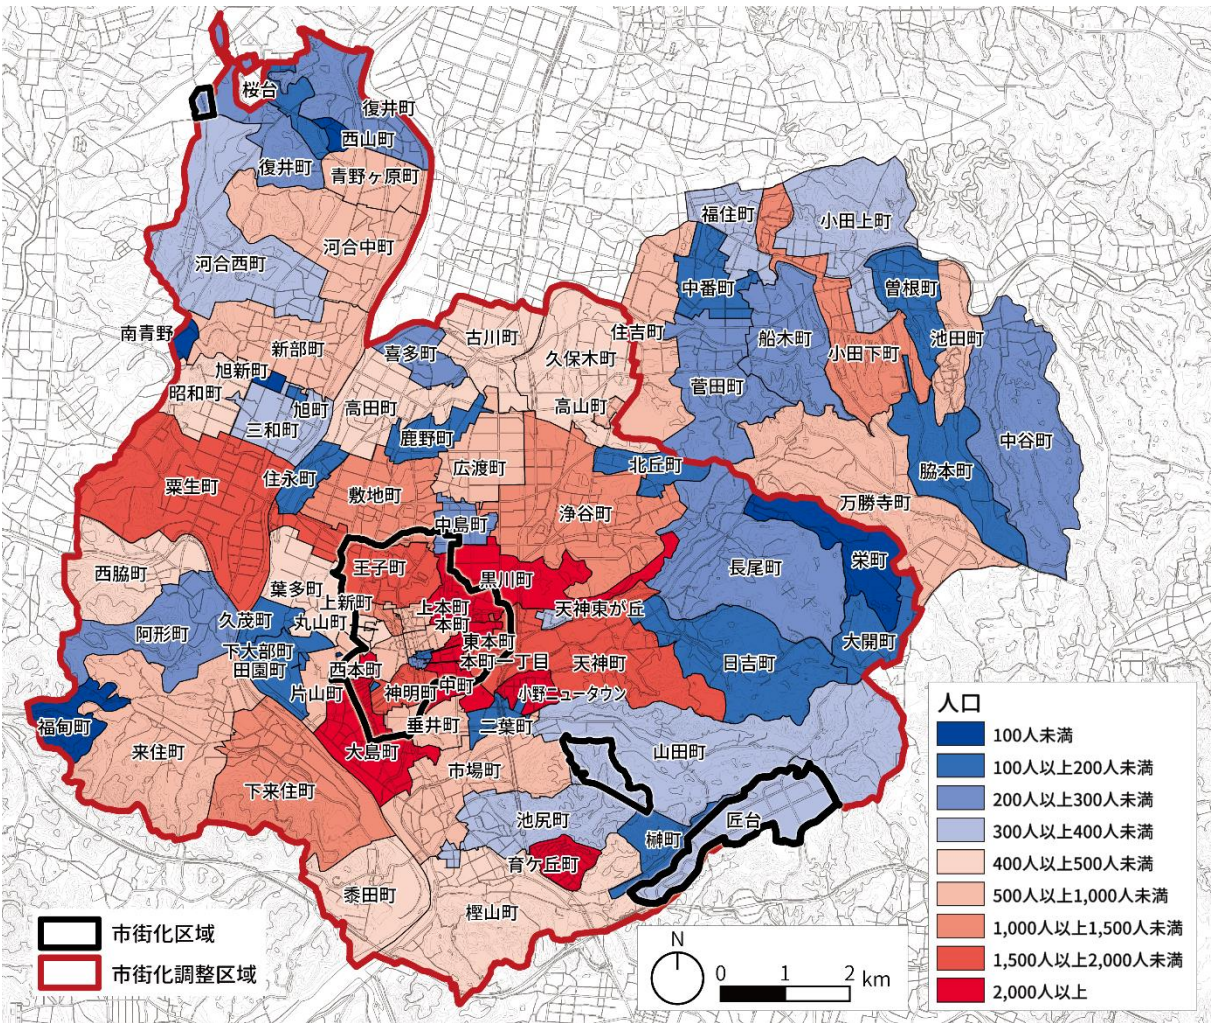 桜台
復井町
西山町
復井町
青野ヶ原町
福住町
小田上町
河合中町
河合西町
中番町
曽根町
南青野
住吉町
船木町
小田下町
池田町
古川町
新部町
喜多町
久保木町
旭新町
昭和町
菅田町
旭町
高田町
高山町
三和町
鹿野町
中谷町
広渡町
北丘町
住永町
脇本町
粟生町
敷地町
万勝寺町
浄谷町
中島町
栄町
王子町
長尾町
西脇町
黒川町
葉多町
上新町
上本町
天神東が丘
久茂町
丸山町
本町
阿形町
東本町
大開町
下大部町
本町一丁目
天神町
日吉町
田園町
西本町
中町
片山町
神明町
小野ニュータウン
福甸町
垂井町
二葉町
来住町
大島町
山田町
市場町
下来住町
池尻町
匠台
榊町
育ケ丘町
黍田町
樫山町
市街化区域
市街化調整区域
N
0 1 2 km
人口
100人未満
100人以上200人未満
200人以上300人未満
300人以上400人未満
400人以上500人未満
500人以上1,000人未満
1,000人以上1,500人未満
1,500人以上2,000人未満
2,000人以上